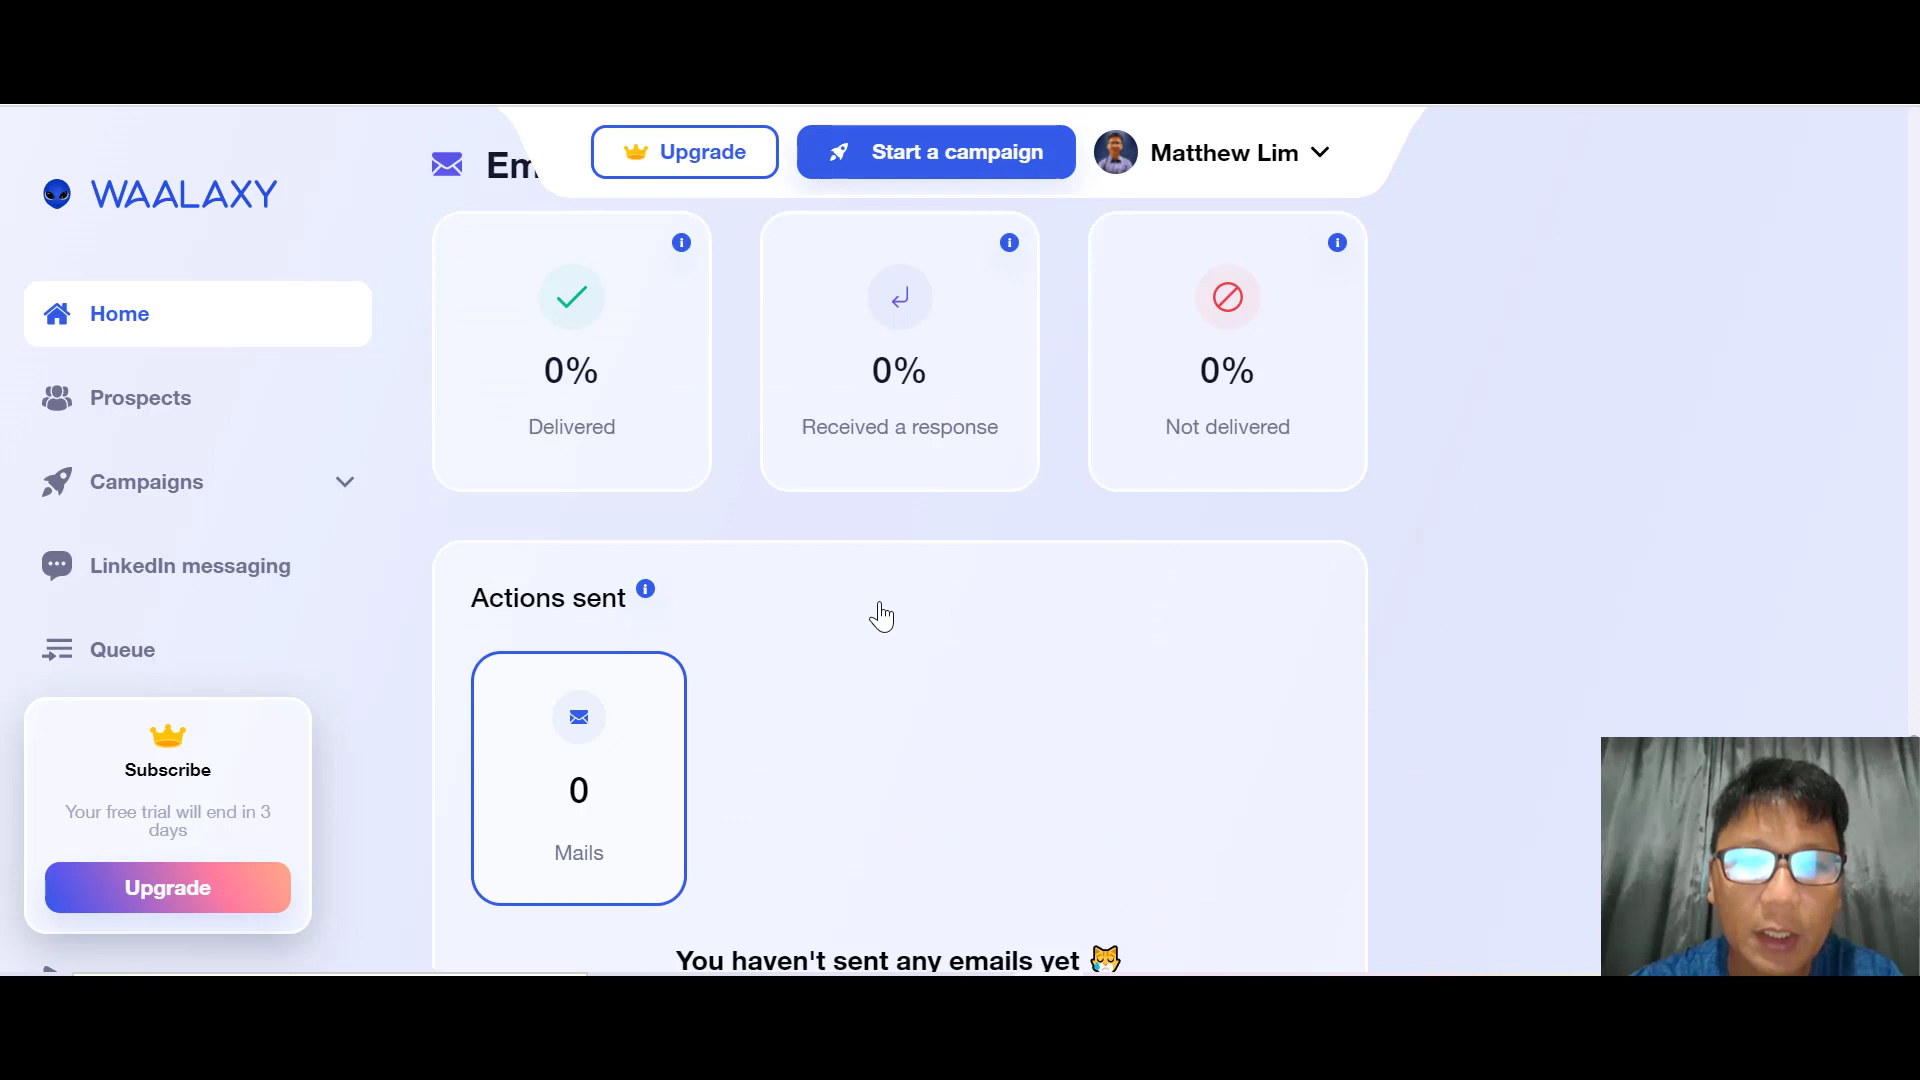 WAALAXY
Em
Upgrade
Start a campaign
Matthew Lim
Home
Prospects
Campaigns
LinkedIn messaging
Queue
Subscribe
Your free trial will end in 3
days
Upgrade
0%
Delivered
0%
Received a response
0%
Not delivered
Actions sent
0
Mails
You haven't sent any emails yet 😿